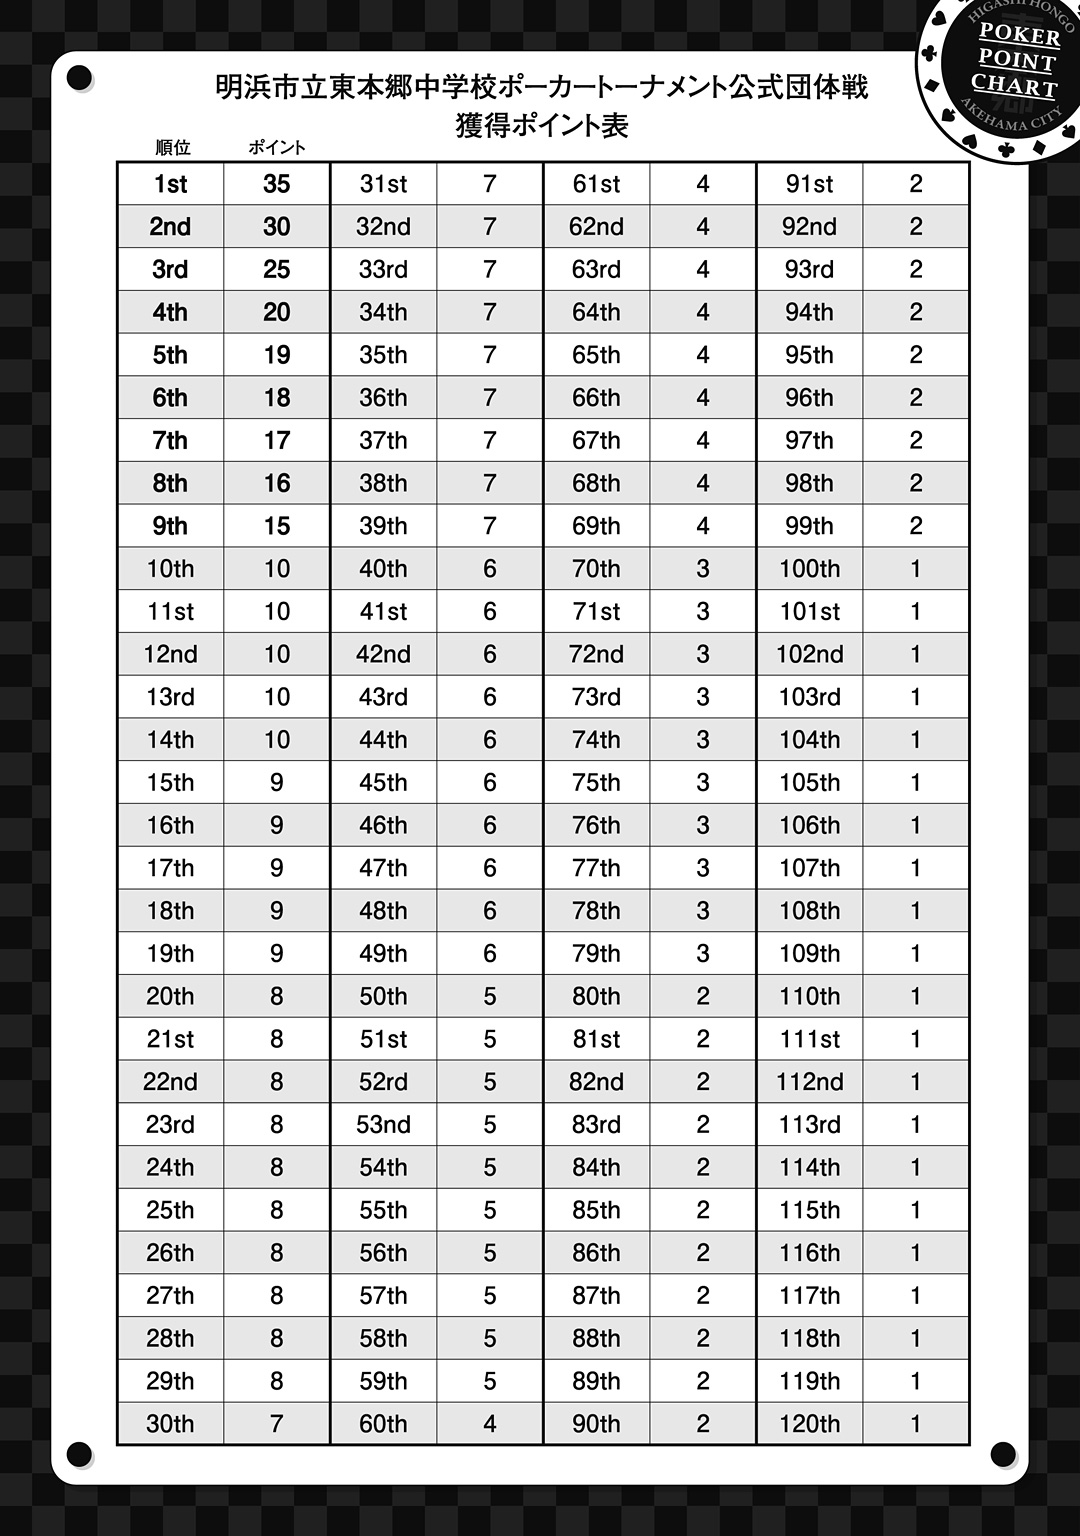 HIGASHI HONGO
POKER
POINT
CHART
AKEHAMA CITY
明浜市立東本郷中学校ポーカートーナメント公式団体戦
獲得ポイント表
順位 ポイント
1st 35 31st 7 61st 4 91st 2
2nd 30 32nd 7 62nd 4 92nd 2
3rd 25 33rd 7 63rd 4 93rd 2
4th 20 34th 7 64th 4 94th 2
5th 19 35th 7 65th 4 95th 2
6th 18 36th 7 66th 4 96th 2
7th 17 37th 7 67th 4 97th 2
8th 16 38th 7 68th 4 98th 2
9th 15 39th 7 69th 4 99th 2
10th 10 40th 6 70th 3 100th 1
11st 10 41st 6 71st 3 101st 1
12nd 10 42nd 6 72nd 3 102nd 1
13rd 10 43rd 6 73rd 3 103rd 1
14th 10 44th 6 74th 3 104th 1
15th 9 45th 6 75th 3 105th 1
16th 9 46th 6 76th 3 106th 1
17th 9 47th 6 77th 3 107th 1
18th 9 48th 6 78th 3 108th 1
19th 9 49th 6 79th 3 109th 1
20th 8 50th 5 80th 2 110th 1
21st 8 51st 5 81st 2 111st 1
22nd 8 52rd 5 82nd 2 112nd 1
23rd 8 53nd 5 83rd 2 113rd 1
24th 8 54th 5 84th 2 114th 1
25th 8 55th 5 85th 2 115th 1
26th 8 56th 5 86th 2 116th 1
27th 8 57th 5 87th 2 117th 1
28th 8 58th 5 88th 2 118th 1
29th 8 59th 5 89th 2 119th 1
30th 7 60th 4 90th 2 120th 1